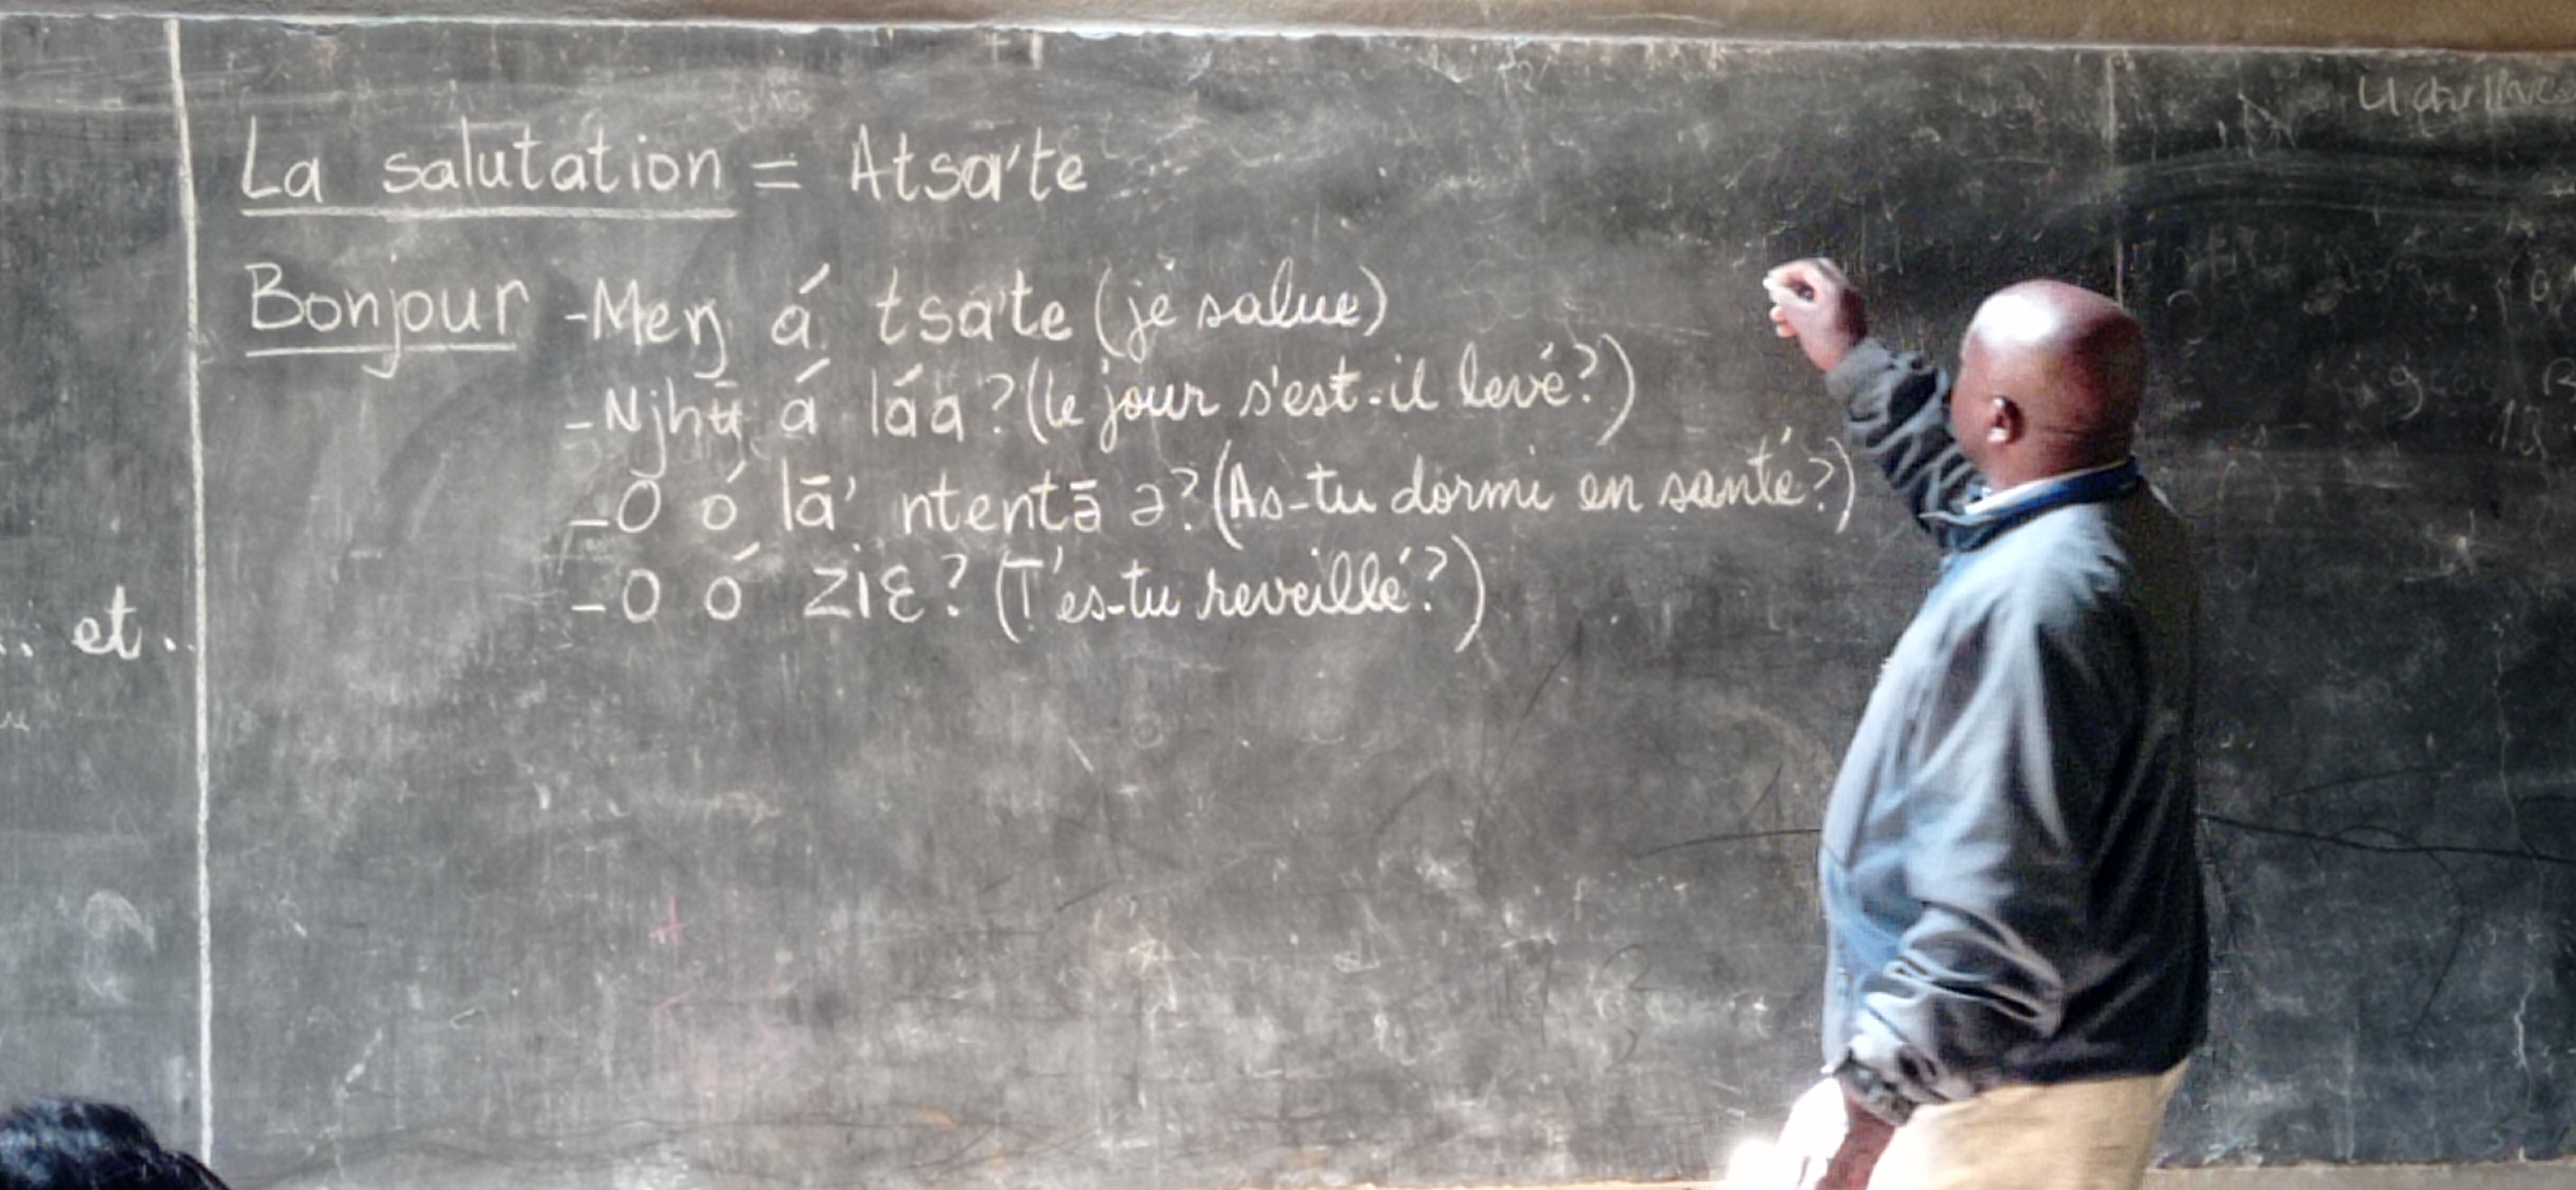 La salutation = Atsa'te
Bonjour -Meŋ á tsa'te (je salue)
-Njhʉ̄ á láa? (le jour s'est-il levé?)
-O ó lā' ntentā ə? (As-tu dormi en santé?)
-O ó ziɛ? (T'es-tu reveillé?)
.. et ..